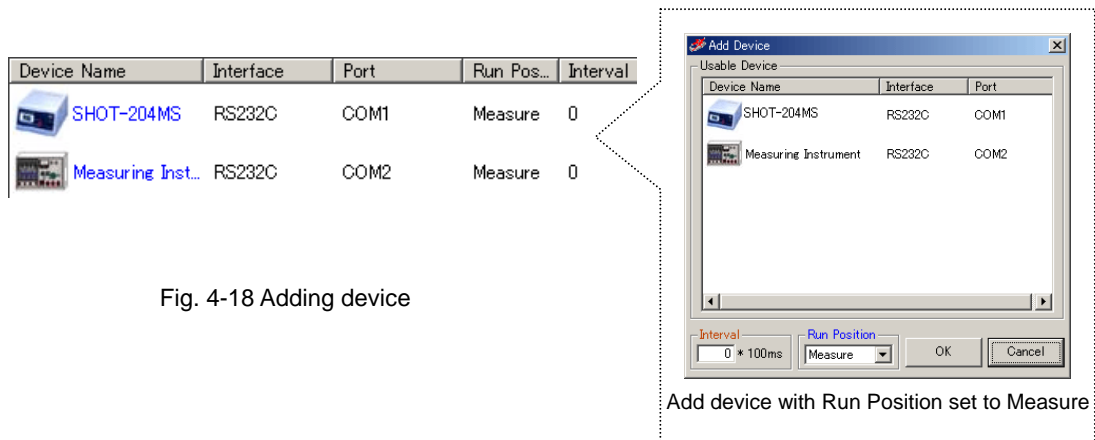 Device Name Interface Port Run Pos... Interval
SHOT-204MS RS232C COM1 Measure 0
Measuring Inst... RS232C COM2 Measure 0
Fig. 4-18 Adding device
Add Device
Usable Device
Device Name Interface Port
SHOT-204MS RS232C COM1
Measuring Instrument RS232C COM2
Interval Run Position
0 * 100ms Measure OK Cancel
Add device with Run Position set to Measure